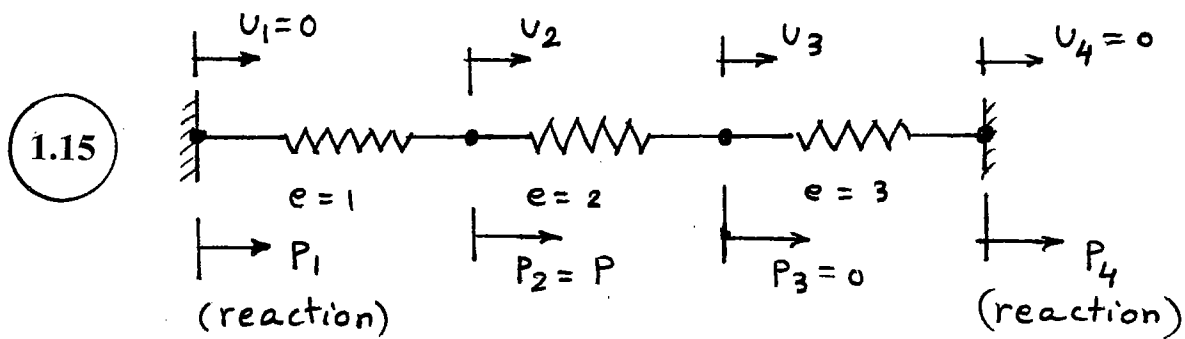 U₁=0 U₂ U₃ U₄=0
1.15
e=1 e=2 e=3
P₁ P₂=P P₃=0 P₄
(reaction) (reaction)